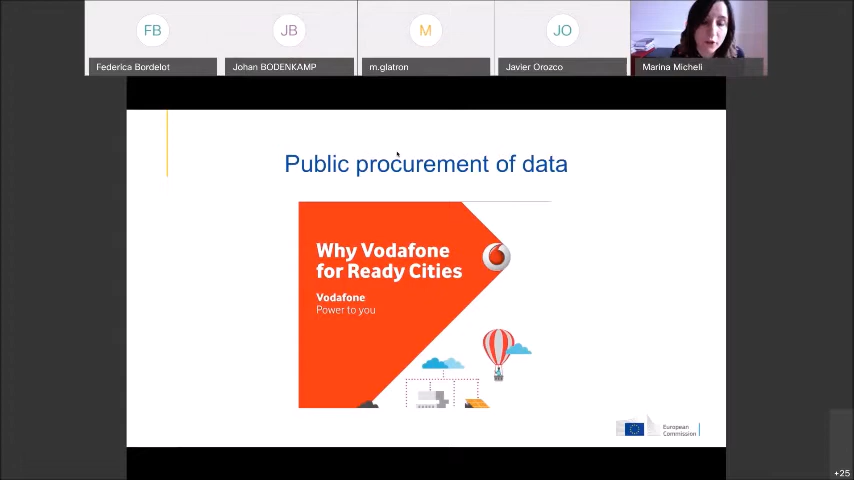 FB
JB
M
JO
Federica Bordelot
Johan BODENKAMP
m.glatron
Javier Orozco
Marina Micheli
Public procurement of data
Why Vodafone
for Ready Cities
Vodafone
Power to you
European
Commission
+25